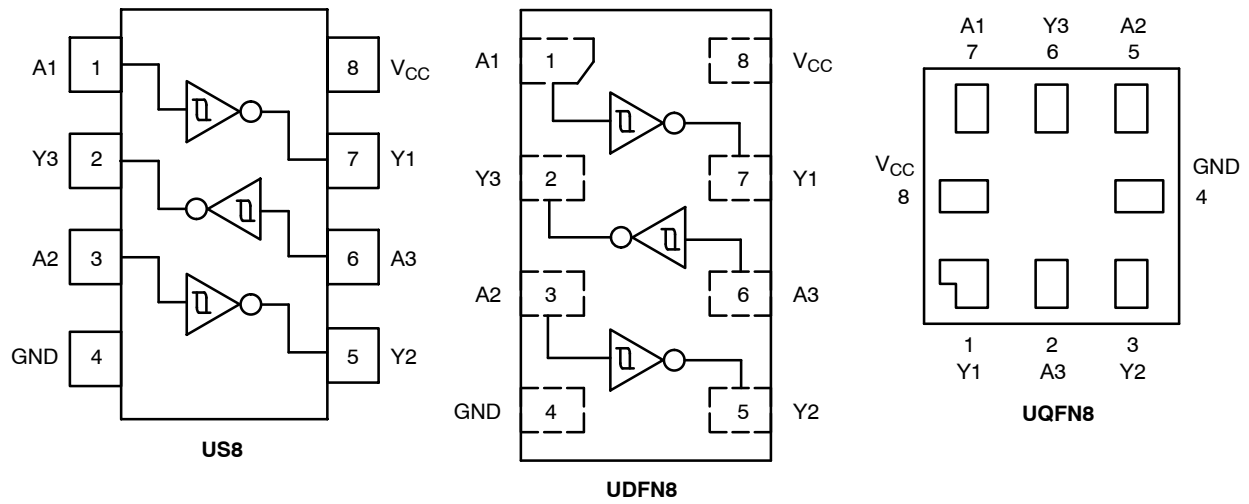 A1 1 8 VCC
Y3 2 7 Y1
A2 3 6 A3
GND 4 5 Y2
US8
A1 1 8 VCC
Y3 2 7 Y1
A2 3 6 A3
GND 4 5 Y2
UDFN8
A1 Y3 A2
7 6 5
VCC GND
8 4
1 2 3
Y1 A3 Y2
UQFN8